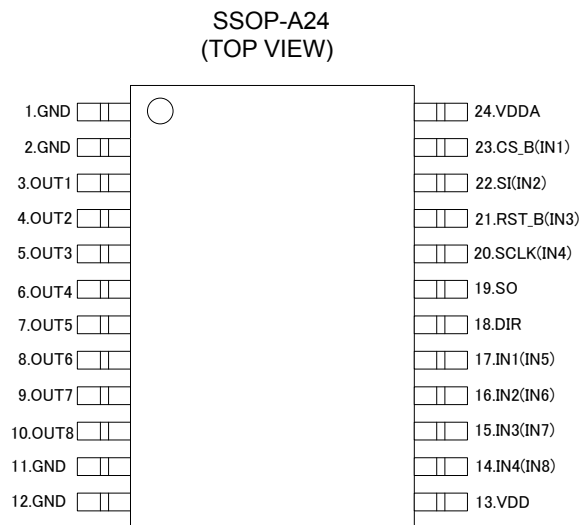 SSOP-A24
(TOP VIEW)
1.GND
2.GND
3.OUT1
4.OUT2
5.OUT3
6.OUT4
7.OUT5
8.OUT6
9.OUT7
10.OUT8
11.GND
12.GND
24.VDDA
23.CS_B(IN1)
22.SI(IN2)
21.RST_B(IN3)
20.SCLK(IN4)
19.SO
18.DIR
17.IN1(IN5)
16.IN2(IN6)
15.IN3(IN7)
14.IN4(IN8)
13.VDD